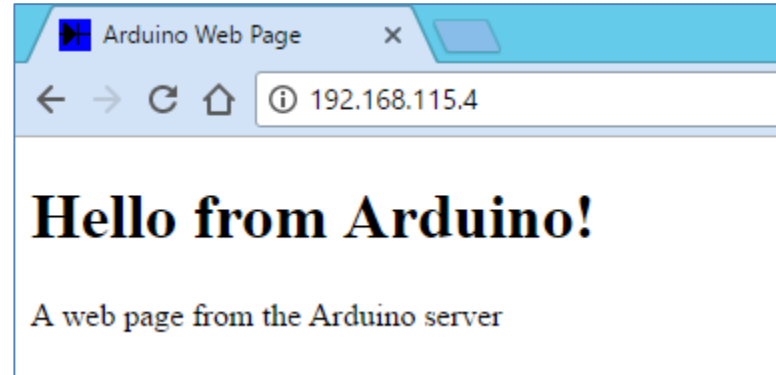 Arduino Web Page
192.168.115.4
Hello from Arduino!
A web page from the Arduino server